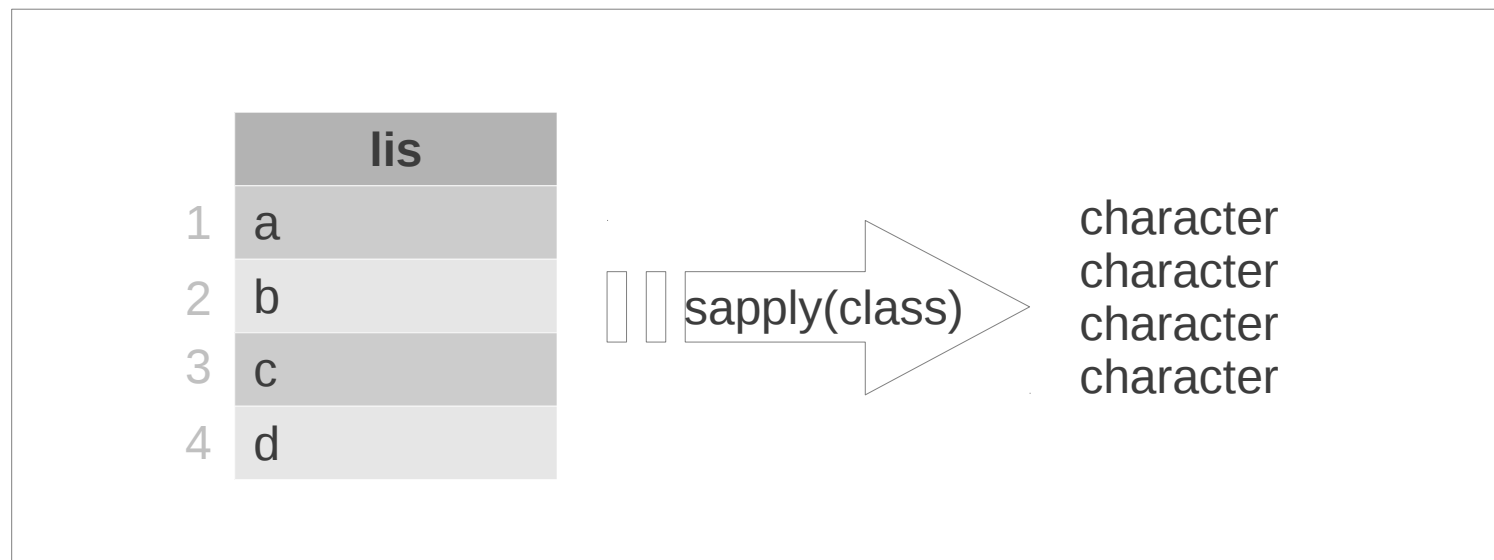 lis
1 a
2 b
3 c
4 d
sapply(class)
character
character
character
character